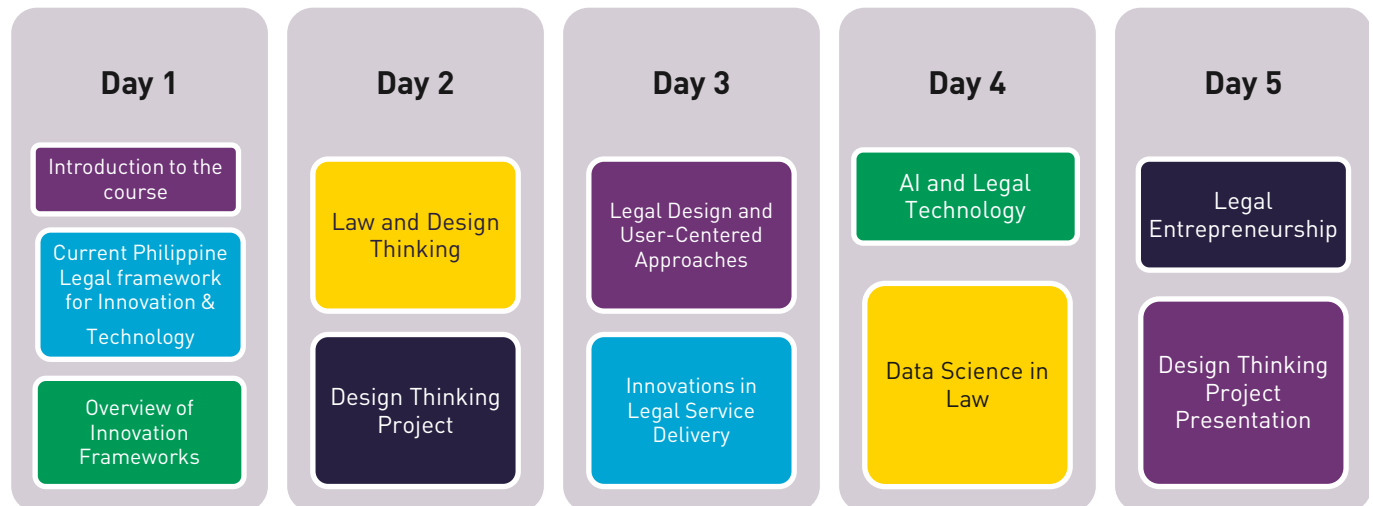 Day 1
Introduction to the
course
Current Philippine
Legal framework
for Innovation &
Technology
Overview of
Innovation
Frameworks
Day 2
Law and Design
Thinking
Design Thinking
Project
Day 3
Legal Design and
User-Centered
Approaches
Innovations in
Legal Service
Delivery
Day 4
AI and Legal
Technology
Data Science in
Law
Day 5
Legal
Entrepreneurship
Design Thinking
Project
Presentation